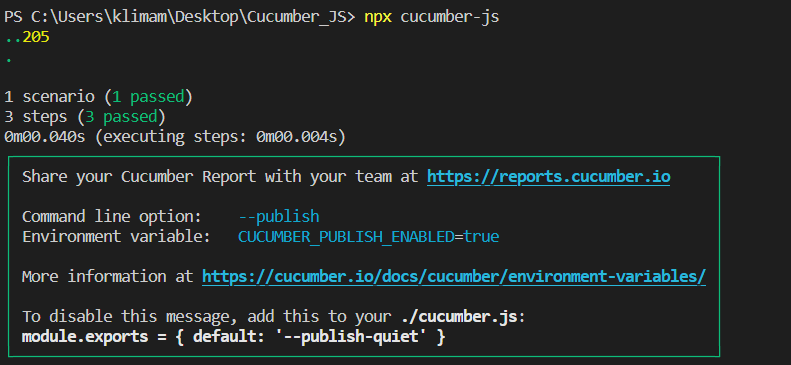 PS C:\Users\klimam\Desktop\Cucumber_JS> npx cucumber-js
..205
.
1 scenario (1 passed)
3 steps (3 passed)
0m00.040s (executing steps: 0m00.004s)
Share your Cucumber Report with your team at https://reports.cucumber.io
Command line option: --publish
Environment variable: CUCUMBER_PUBLISH_ENABLED=true
More information at https://cucumber.io/docs/cucumber/environment-variables/
To disable this message, add this to your ./cucumber.js:
module.exports = { default: '--publish-quiet' }